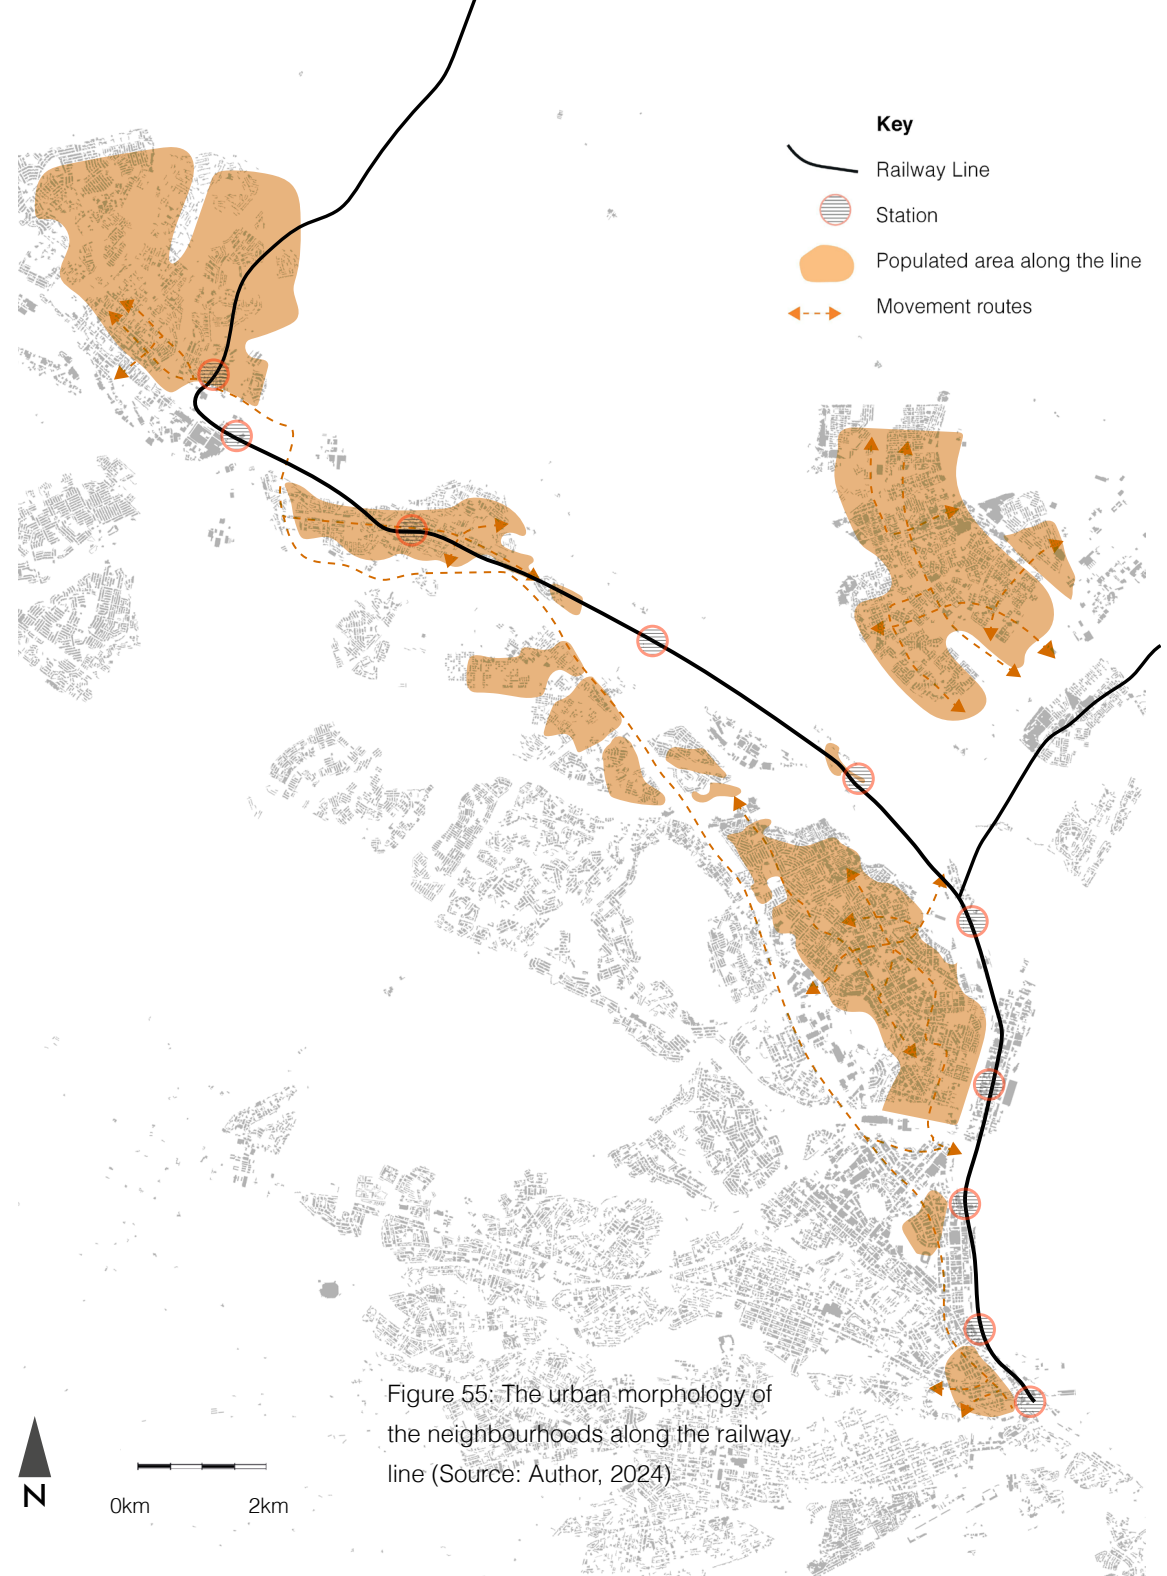 Key
Railway Line
Station
Populated area along the line
Movement routes
Figure 55: The urban morphology of
the neighbourhoods along the railway
line (Source: Author, 2024)
N
0km 2km